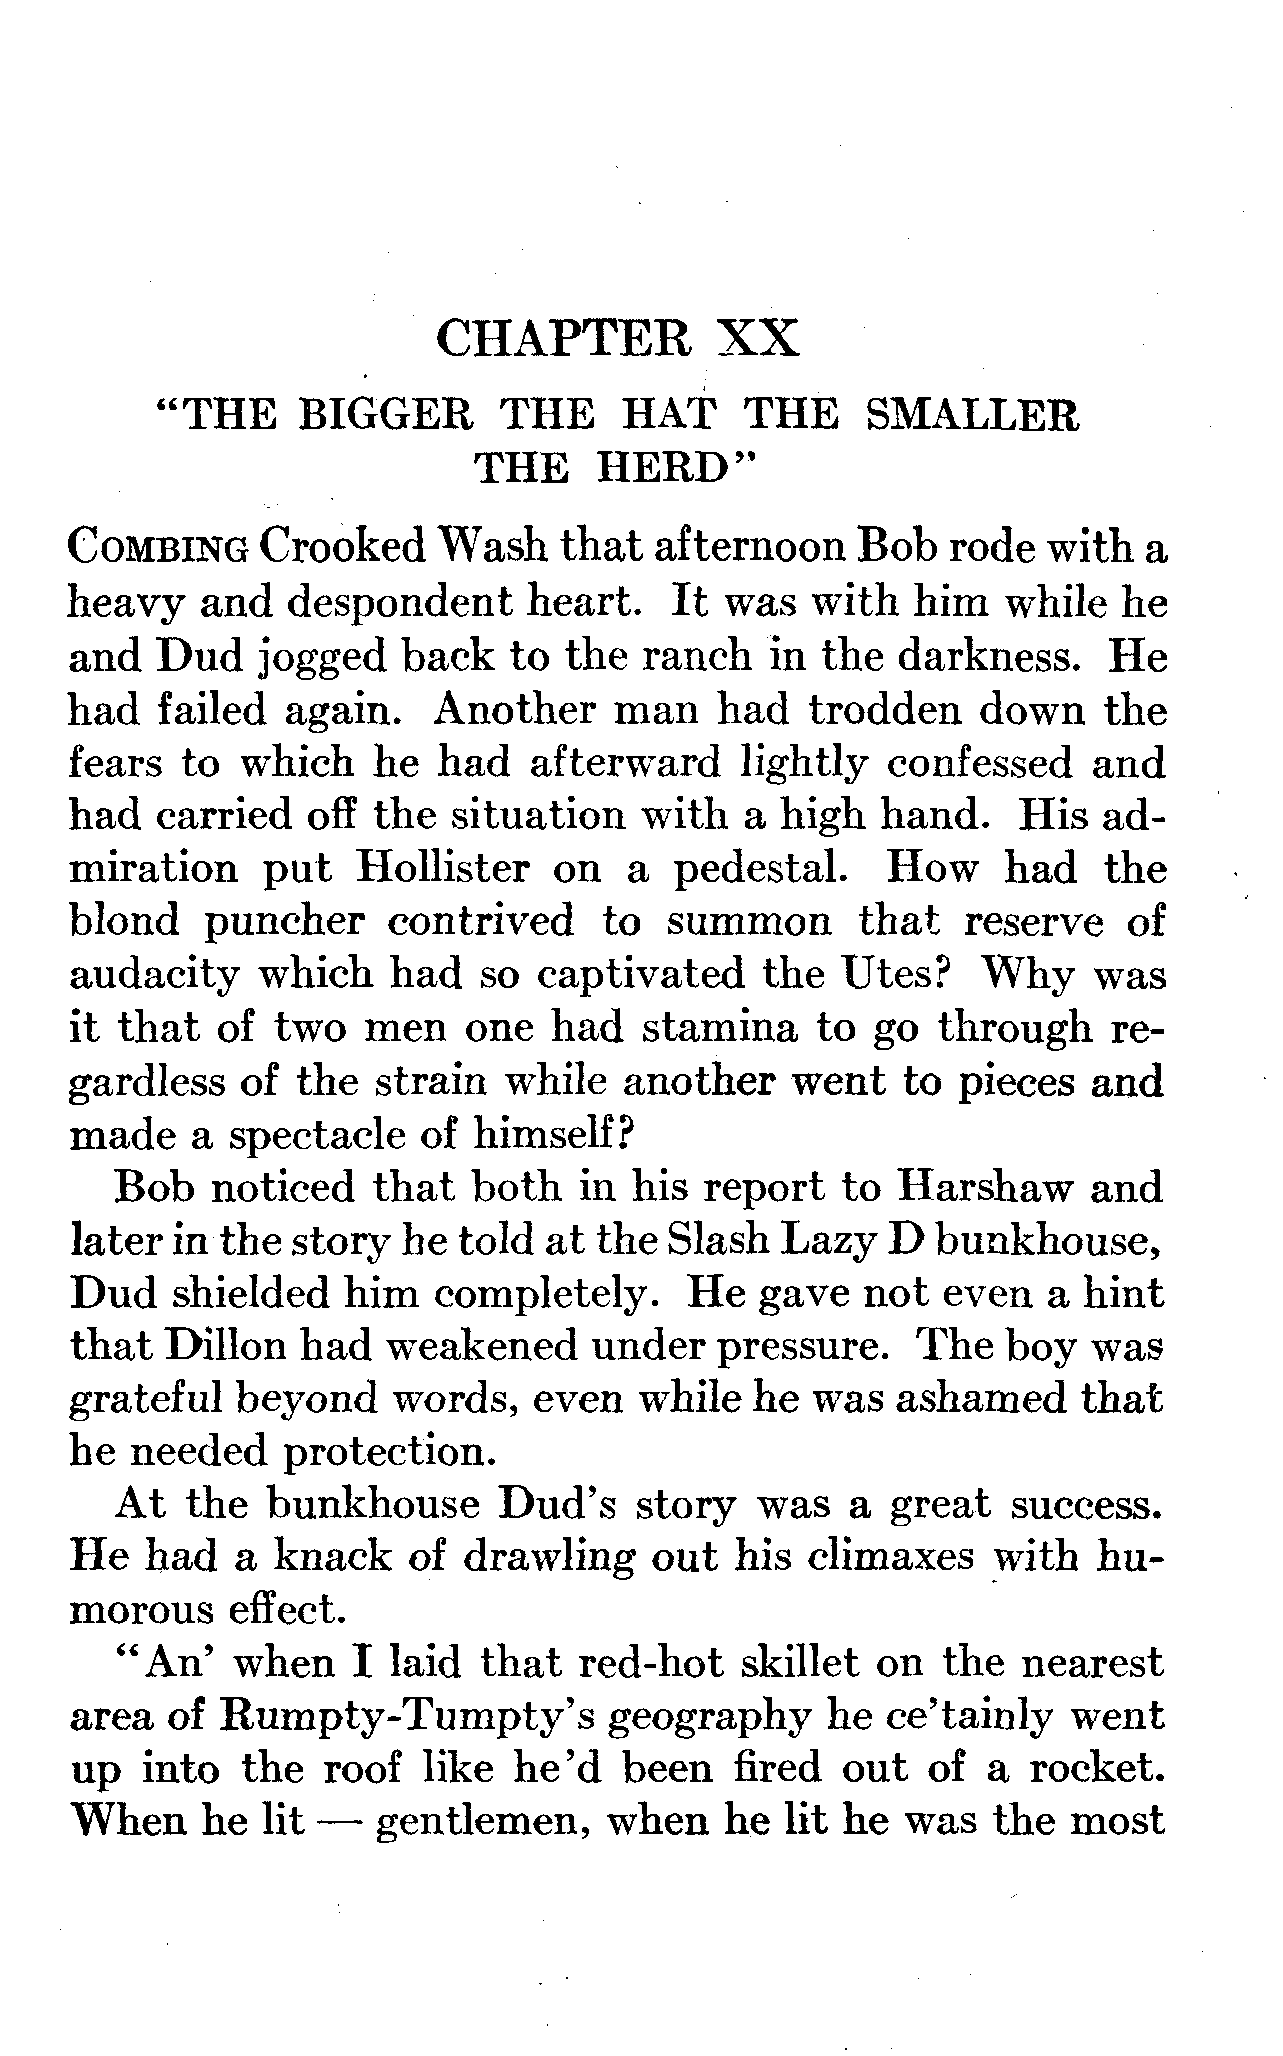 CHAPTER XX
“THE BIGGER THE HAT THE SMALLER
THE HERD”
COMBING Crooked Wash that afternoon Bob rode with a
heavy and despondent heart. It was with him while he
and Dud jogged back to the ranch in the darkness. He
had failed again. Another man had trodden down the
fears to which he had afterward lightly confessed and
had carried off the situation with a high hand. His ad-
miration put Hollister on a pedestal. How had the
blond puncher contrived to summon that reserve of
audacity which had so captivated the Utes? Why was
it that of two men one had stamina to go through re-
gardless of the strain while another went to pieces and
made a spectacle of himself?
Bob noticed that both in his report to Harshaw and
later in the story he told at the Slash Lazy D bunkhouse,
Dud shielded him completely. He gave not even a hint
that Dillon had weakened under pressure. The boy was
grateful beyond words, even while he was ashamed that
he needed protection.
At the bunkhouse Dud’s story was a great success.
He had a knack of drawling out his climaxes with hu-
morous effect.
“An’ when I laid that red-hot skillet on the nearest
area of Rumpty-Tumpty’s geography he ce’tainly went
up into the roof like he’d been fired out of a rocket.
When he lit — gentlemen, when he lit he was the most